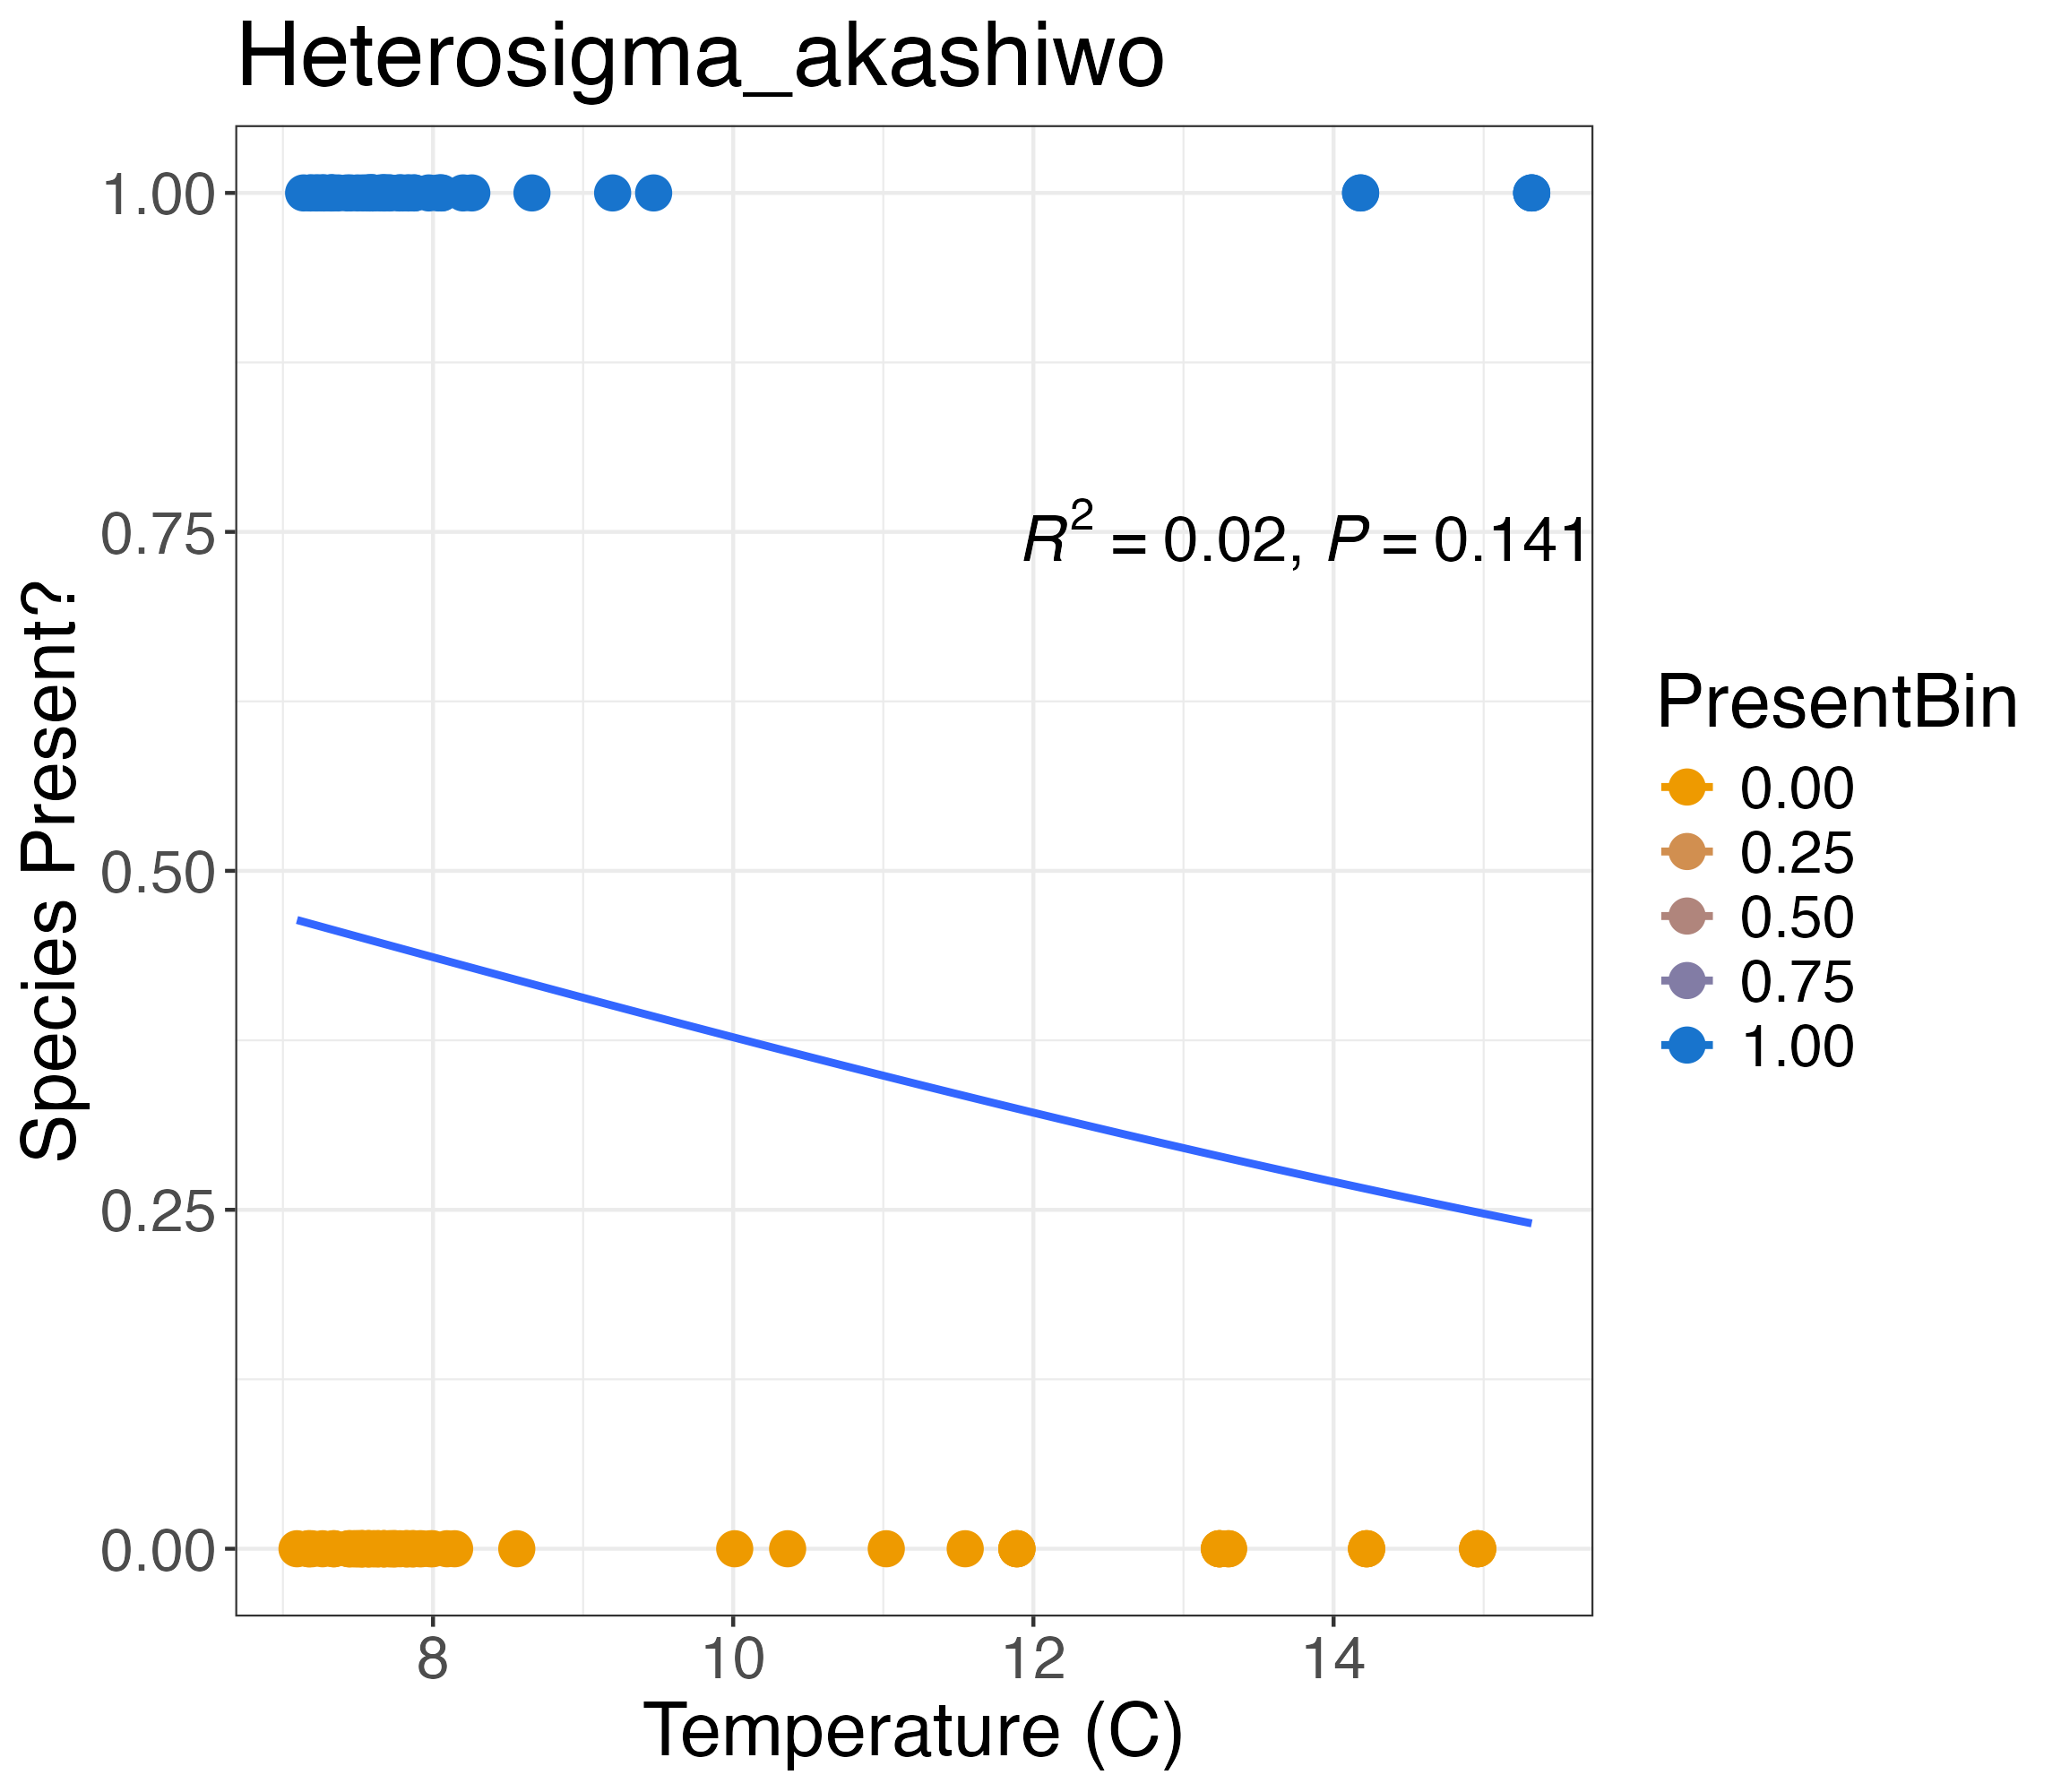 Heterosigma_akashiwo
1.00
0.75
0.50
0.25
0.00
Species Present?
R² = 0.02, P = 0.141
8 10 12 14
Temperature (C)
PresentBin
0.00
0.25
0.50
0.75
1.00